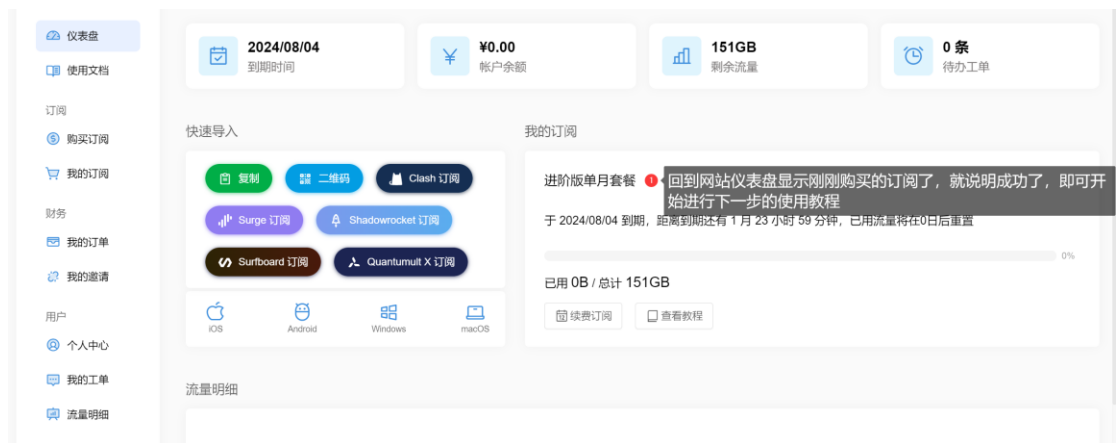 仪表盘
使用文档
订阅
购买订阅
我的订阅
财务
我的订单
我的邀请
用户
个人中心
我的工单
流量明细
2024/08/04
到期时间
¥0.00
帐户余额
151GB
剩余流量
0 条
待办工单
快速导入
复制
二维码
Clash 订阅
Surge 订阅
Shadowrocket 订阅
Surfboard 订阅
Quantumult X 订阅
iOS
Android
Windows
macOS
我的订阅
进阶版单月套餐
1
回到网站仪表盘显示刚刚购买的订阅了，就说明成功了，即可开
始进行下一步的使用教程
于 2024/08/04 到期，距离到期还有 1 月 23 小时 59 分钟，已用流量将在0日后重置
0%
已用 0B / 总计 151GB
续费订阅
查看教程
流量明细